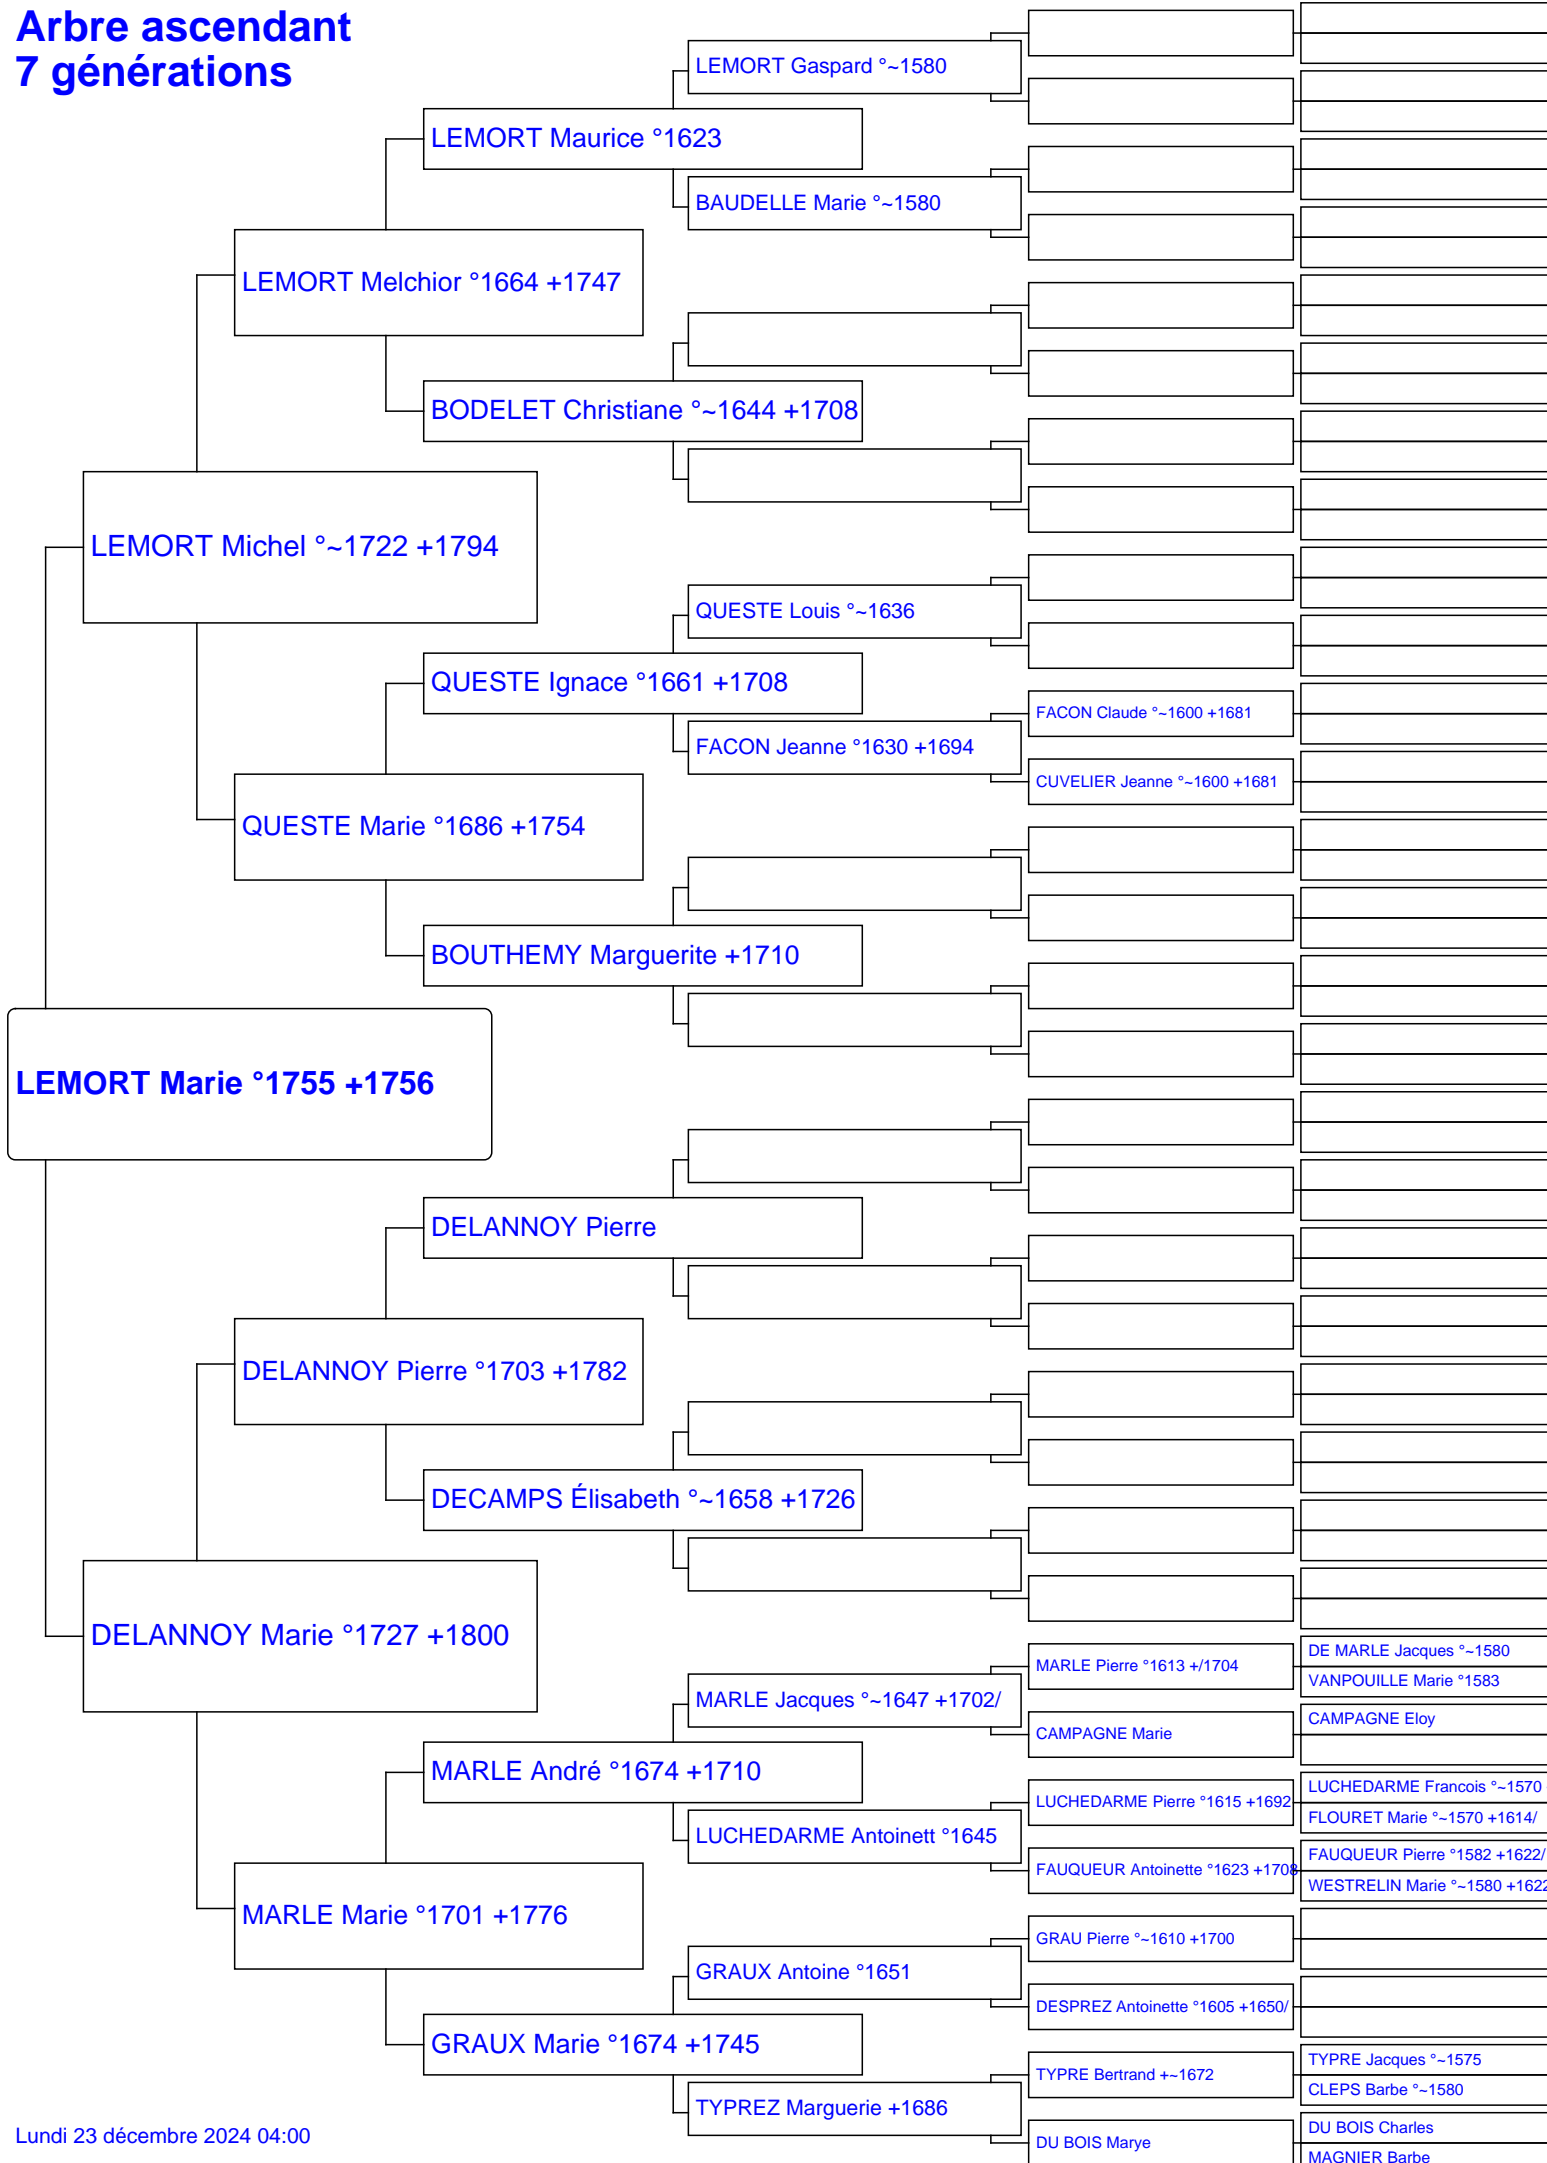 Arbre ascendant
7 générations
LEMORT Gaspard °~1580
LEMORT Maurice °1623
BAUDELLE Marie °~1580
LEMORT Melchior °1664 +1747
BODELET Christiane °~1644 +1708
LEMORT Michel °~1722 +1794
QUESTE Louis °~1636
QUESTE Ignace °1661 +1708
FACON Claude °~1600 +1681
FACON Jeanne °1630 +1694
CUVELIER Jeanne °~1600 +1681
QUESTE Marie °1686 +1754
BOUTHEMY Marguerite +1710
LEMORT Marie °1755 +1756
DELANNOY Pierre
DELANNOY Pierre °1703 +1782
DECAMPS Élisabeth °~1658 +1726
DELANNOY Marie °1727 +1800
DE MARLE Jacques °~1580
MARLE Pierre °1613 +/1704
VANPOUILLE Marie °1583
MARLE Jacques °~1647 +1702/
CAMPAGNE Eloy
CAMPAGNE Marie
MARLE André °1674 +1710
LUCHEDARME Francois °~1570
LUCHEDARME Pierre °1615 +1692
FLOURET Marie °~1570 +1614/
LUCHEDARME Antoinett °1645
FAUQUEUR Pierre °1582 +1622/
FAUQUEUR Antoinette °1623 +1708
WESTRELIN Marie °~1580 +1622
MARLE Marie °1701 +1776
GRAU Pierre °~1610 +1700
GRAUX Antoine °1651
DESPREZ Antoinette °1605 +1650/
GRAUX Marie °1674 +1745
TYPRE Jacques °~1575
TYPRE Bertrand +~1672
CLEPS Barbe °~1580
TYPREZ Marguerie +1686
DU BOIS Charles
DU BOIS Marye
MAGNIER Barbe
Lundi 23 décembre 2024 04:00